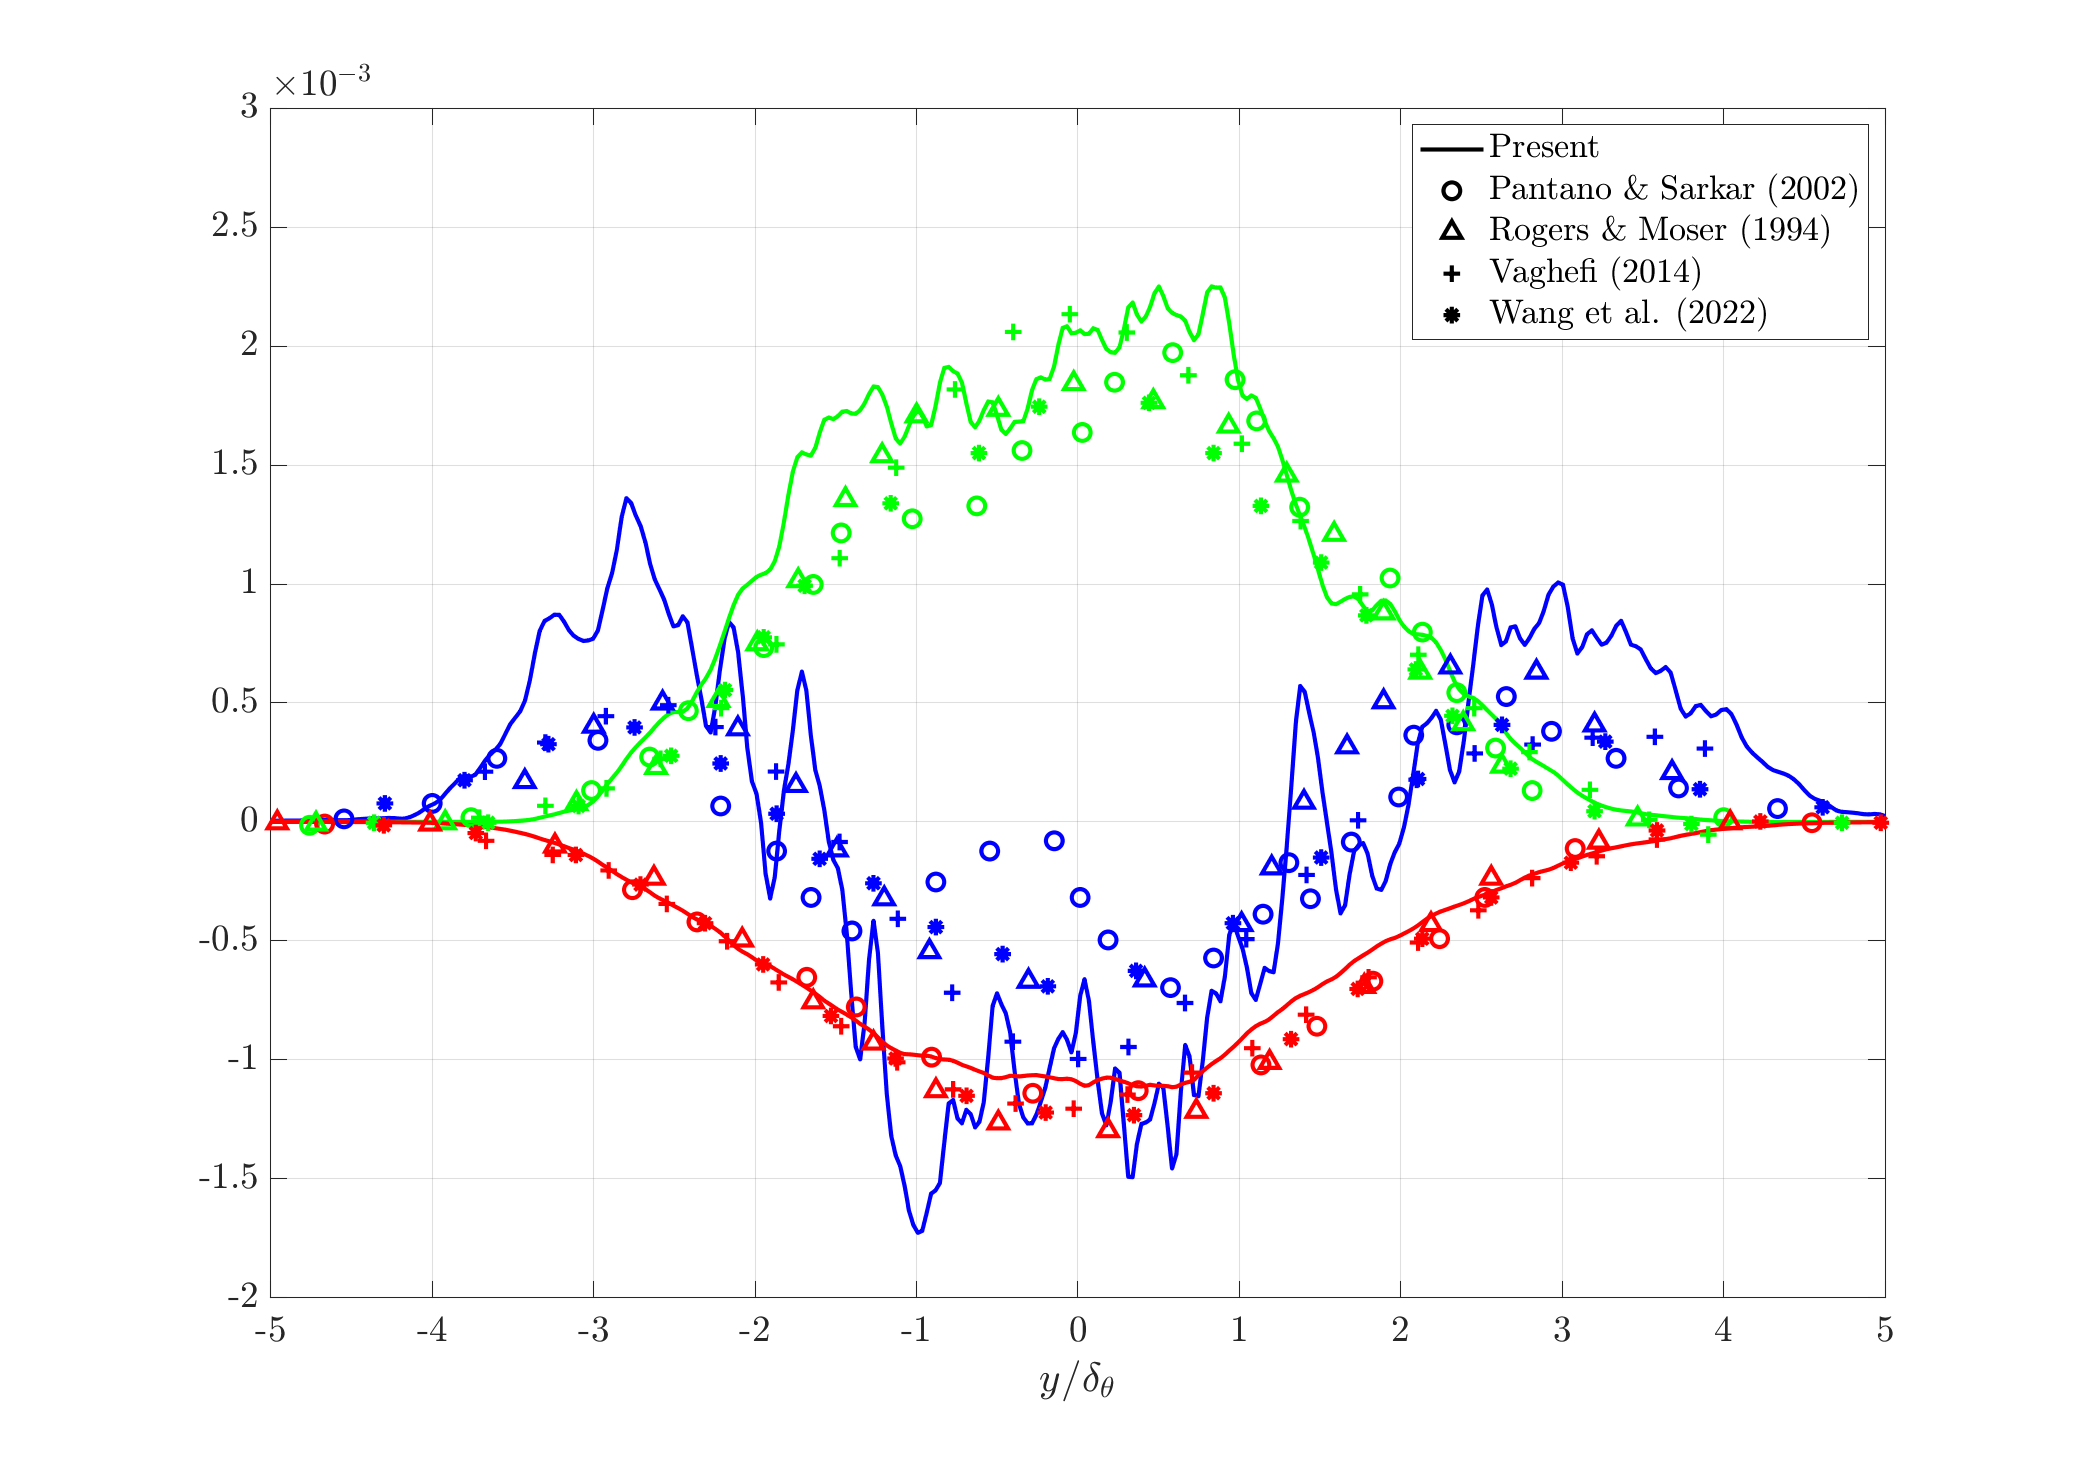 ×10⁻³
3
2.5
2
1.5
1
0.5
0
-0.5
-1
-1.5
-2
-5 -4 -3 -2 -1 0 1 2 3 4 5
y/δ_θ
Present
Pantano & Sarkar (2002)
Rogers & Moser (1994)
Vaghefi (2014)
Wang et al. (2022)